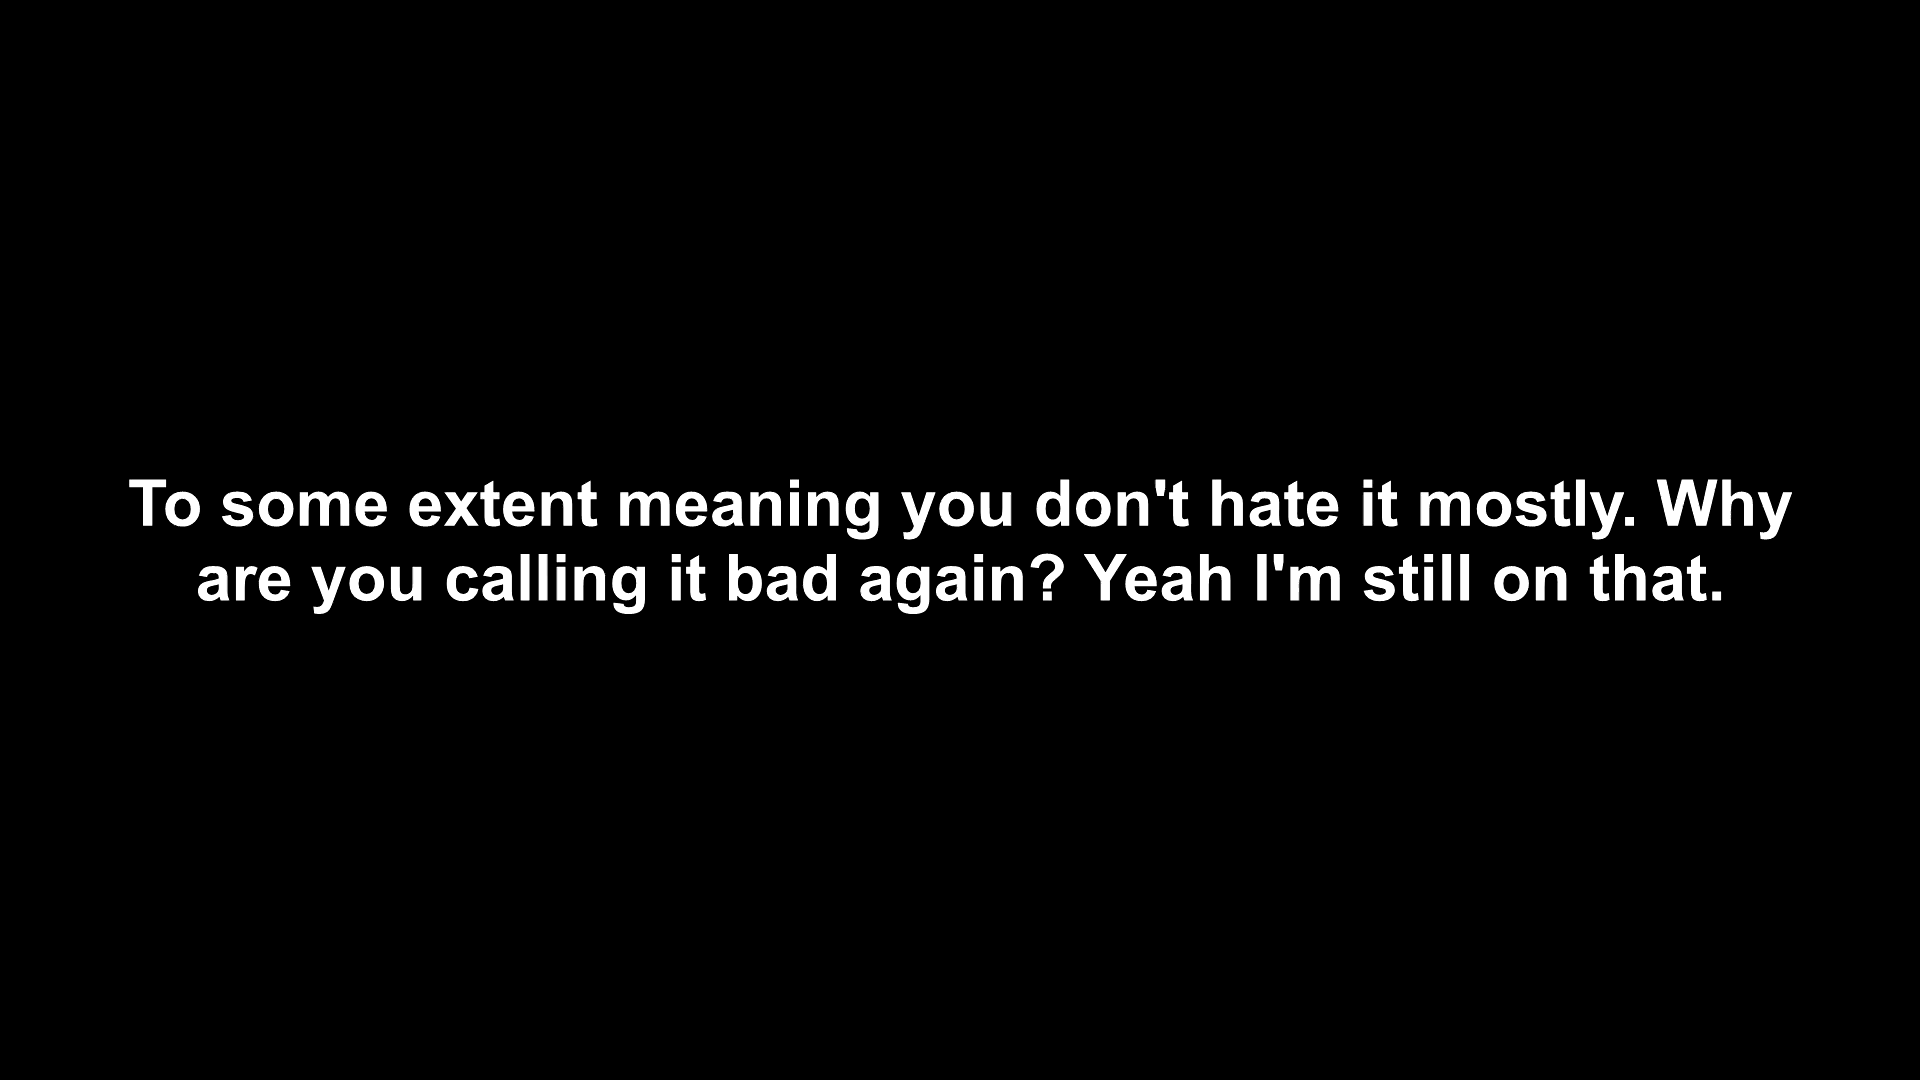 To some extent meaning you don't hate it mostly. Why
are you calling it bad again? Yeah I'm still on that.